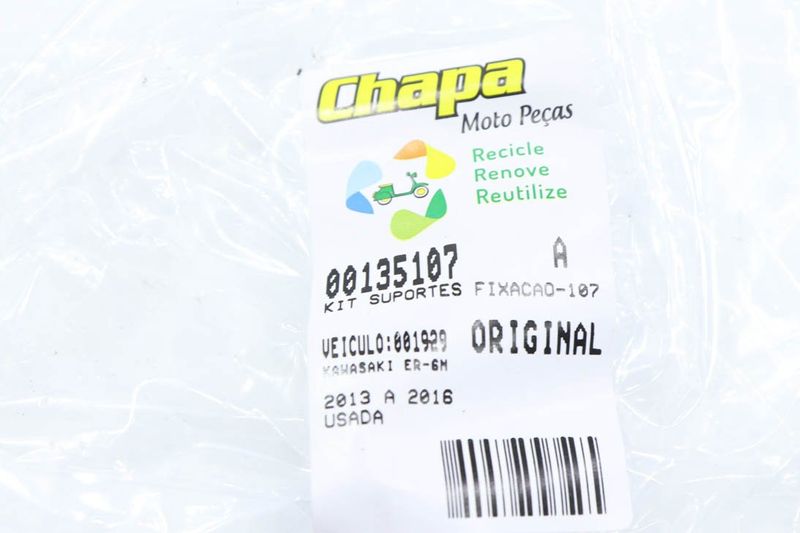 Chapa
Moto Peças
Recicle
Renove
Reutilize
00135107 A
KIT SUPORTES FIXACAO-107
VEICULO:001929 ORIGINAL
KAWASAKI ER-6N
2013 A 2016
USADA